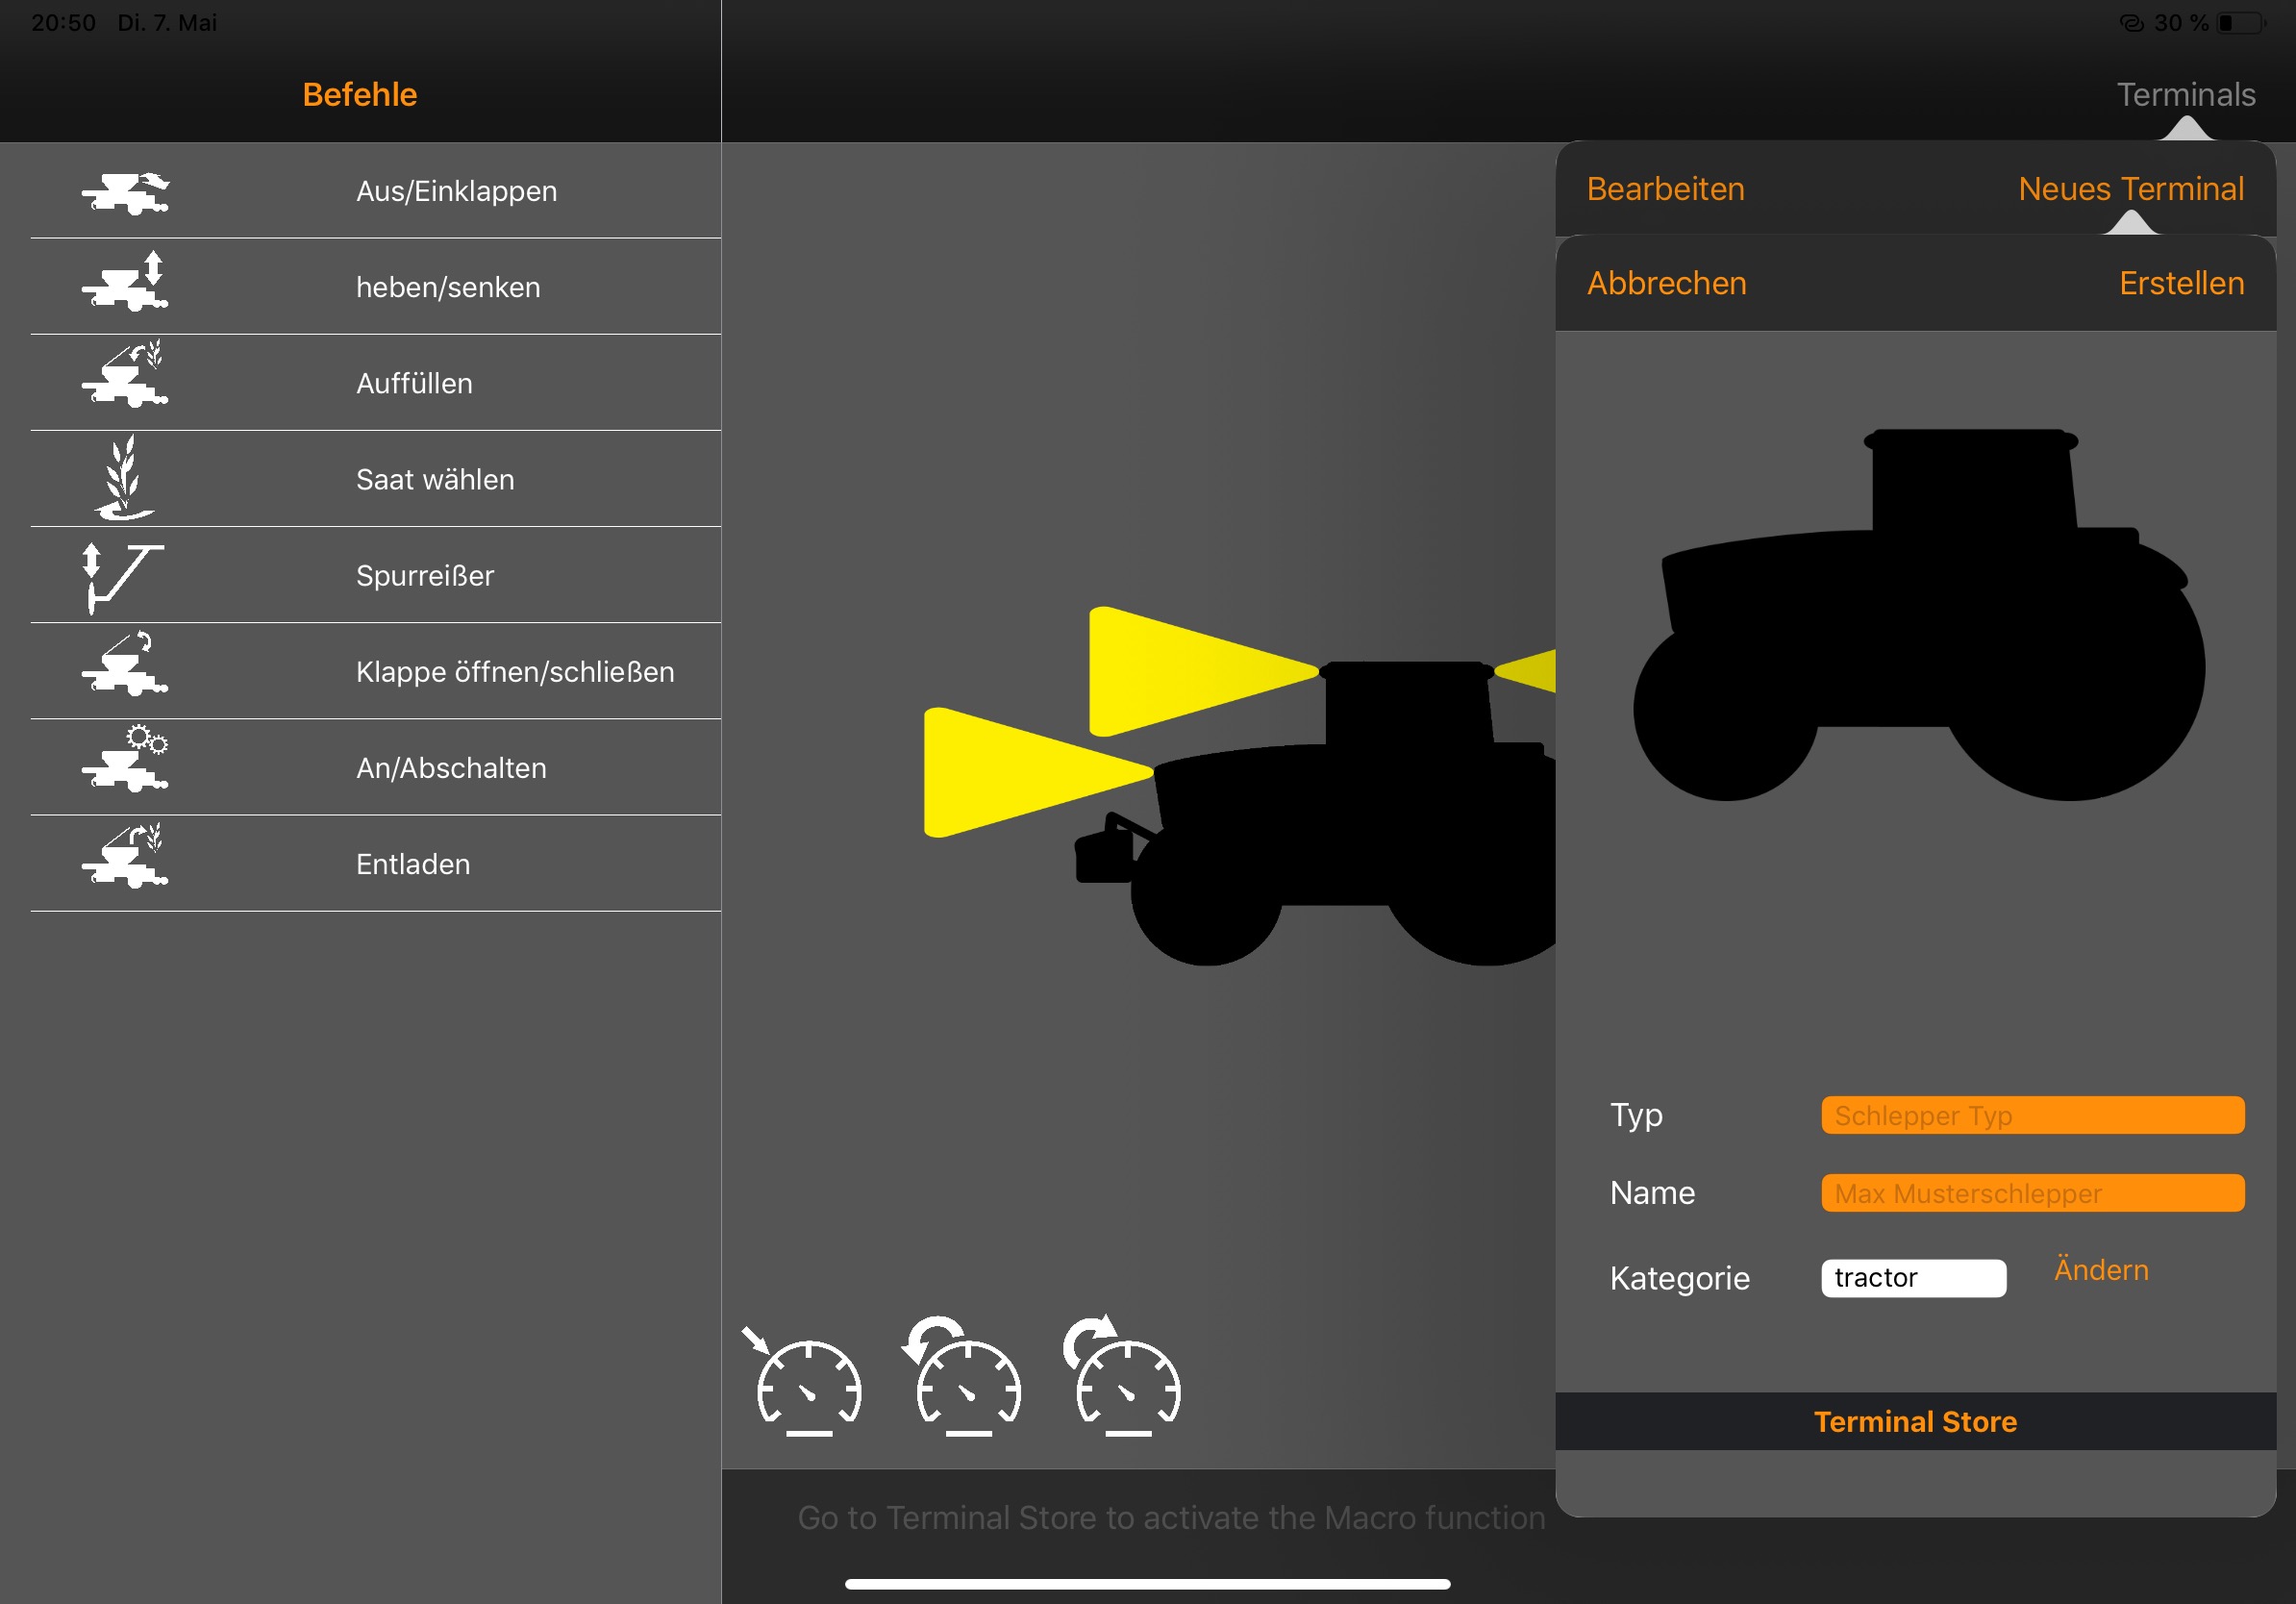 20:50 Di. 7. Mai
30 %
Befehle
Terminals
Aus/Einklappen
heben/senken
Auffüllen
Saat wählen
Spurreißer
Klappe öffnen/schließen
An/Abschalten
Entladen
Bearbeiten
Neues Terminal
Abbrechen
Erstellen
Typ
Schlepper Typ
Name
Max Musterschlepper
Kategorie
tractor
Ändern
Terminal Store
Go to Terminal Store to activate the Macro function